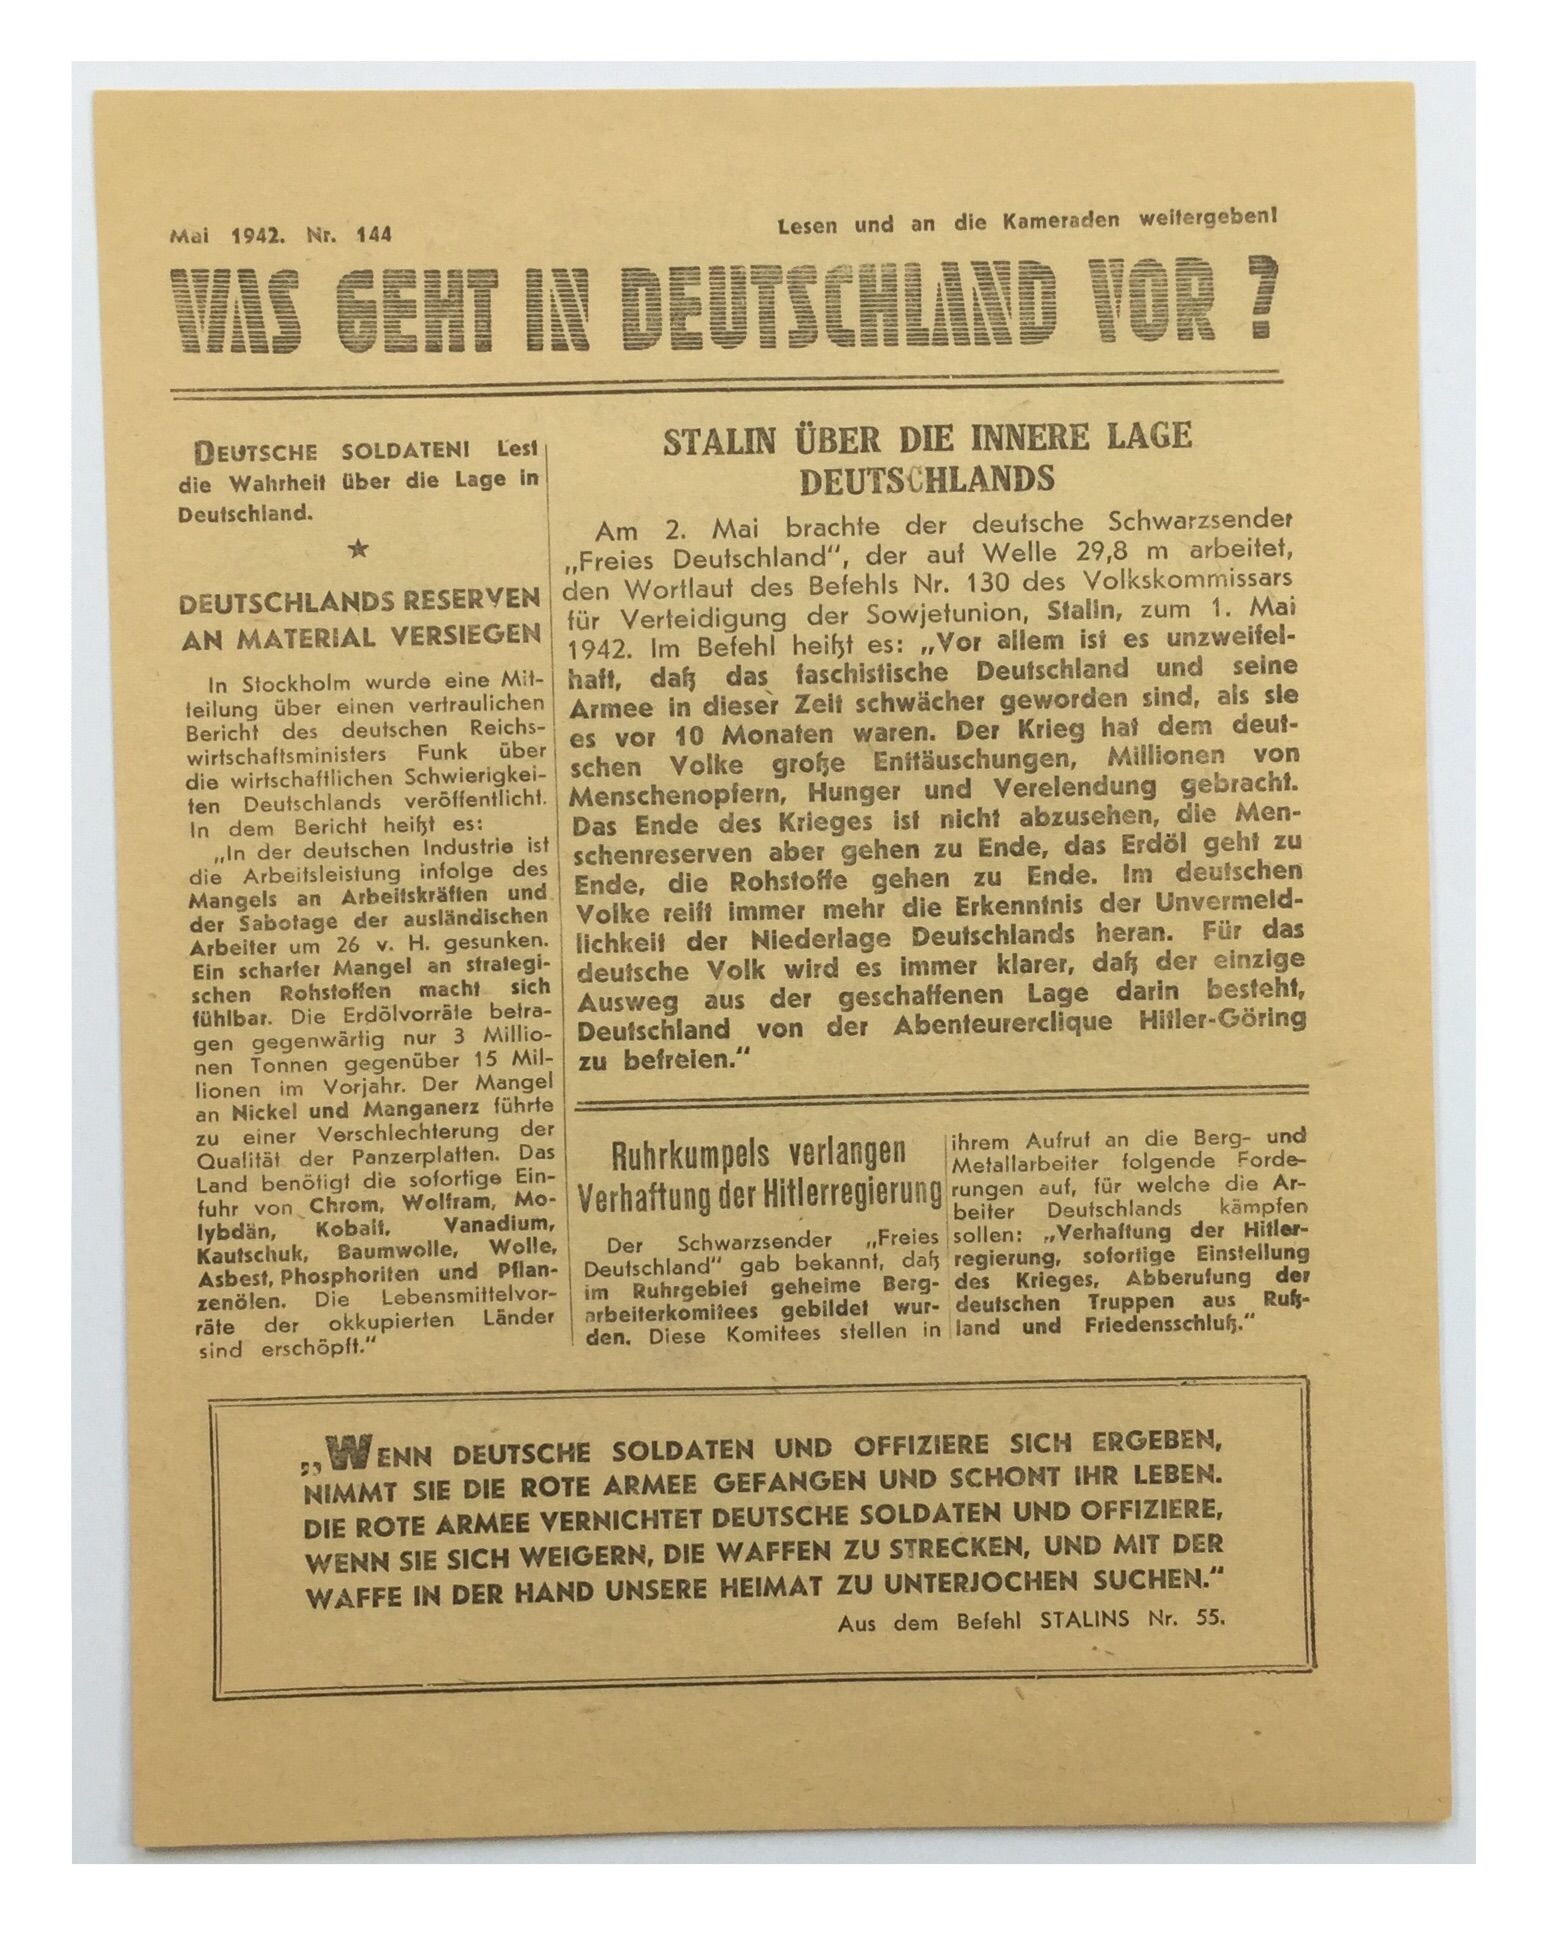 Mai 1942. Nr. 144
Lesen und an die Kameraden weitergeben!
WAS GEHT IN DEUTSCHLAND VOR?
DEUTSCHE SOLDATEN! Lest
die Wahrheit über die Lage in
Deutschland.
★
DEUTSCHLANDS RESERVEN
AN MATERIAL VERSIEGEN
In Stockholm wurde eine Mit-
teilung über einen vertraulichen
Bericht des deutschen Reichs-
wirtschaftsministers Funk über
die wirtschaftlichen Schwierigkei-
ten Deutschlands veröffentlicht.
In dem Bericht heißt es:
„In der deutschen Industrie ist
die Arbeitsleistung infolge des
Mangels an Arbeitskräften und
der Sabotage der ausländischen
Arbeiter um 26 v. H. gesunken.
Ein scharfer Mangel an strategi-
schen Rohstoffen macht sich
fühlbar. Die Erdölvorräte betra-
gen gegenwärtig nur 3 Millio-
nen Tonnen gegenüber 15 Mil-
lionen im Vorjahr. Der Mangel
an Nickel und Manganerz führte
zu einer Verschlechterung der
Qualität der Panzerplatten. Das
Land benötigt die sofortige Ein-
fuhr von Chrom, Wolfram, Mo-
lybdän, Kobalt, Vanadium,
Kautschuk, Baumwolle, Wolle,
Asbest, Phosphoriten und Pflan-
zenölen. Die Lebensmittelvor-
räte der okkupierten Länder
sind erschöpft.“
STALIN ÜBER DIE INNERE LAGE
DEUTSCHLANDS
Am 2. Mai brachte der deutsche Schwarzsender
„Freies Deutschland“, der auf Welle 29,8 m arbeitet,
den Wortlaut des Befehls Nr. 130 des Volkskommissars
für Verteidigung der Sowjetunion, Stalin, zum 1. Mai
1942. Im Befehl heißt es: „Vor allem ist es unzweifel-
haft, daß das faschistische Deutschland und seine
Armee in dieser Zeit schwächer geworden sind, als sie
es vor 10 Monaten waren. Der Krieg hat dem deut-
schen Volke große Enttäuschungen, Millionen von
Menschenopfern, Hunger und Verelendung gebracht.
Das Ende des Krieges ist nicht abzusehen, die Men-
schenreserven aber gehen zu Ende, das Erdöl geht zu
Ende, die Rohstoffe gehen zu Ende. Im deutschen
Volke reift immer mehr die Erkenntnis der Unvermeid-
lichkeit der Niederlage Deutschlands heran. Für das
deutsche Volk wird es immer klarer, daß der einzige
Ausweg aus der geschaffenen Lage darin besteht,
Deutschland von der Abenteurerclique Hitler-Göring
zu befreien.“
Ruhrkumpels verlangen
Verhaftung der Hitlerregierung
Der Schwarzsender „Freies
Deutschland“ gab bekannt, daß
im Ruhrgebiet geheime Berg-
arbeiterkomitees gebildet wur-
den. Diese Komitees stellen in
ihrem Aufruf an die Berg- und
Metallarbeiter folgende Forde-
rungen auf, für welche die Ar-
beiter Deutschlands kämpfen
sollen: „Verhaftung der Hitler-
regierung, sofortige Einstellung
des Krieges, Abberufung der
deutschen Truppen aus Ruß-
land und Friedensschluß.“
„WENN DEUTSCHE SOLDATEN UND OFFIZIERE SICH ERGEBEN,
NIMMT SIE DIE ROTE ARMEE GEFANGEN UND SCHONT IHR LEBEN.
DIE ROTE ARMEE VERNICHTET DEUTSCHE SOLDATEN UND OFFIZIERE,
WENN SIE SICH WEIGERN, DIE WAFFEN ZU STRECKEN, UND MIT DER
WAFFE IN DER HAND UNSERE HEIMAT ZU UNTERJOCHEN SUCHEN.“
Aus dem Befehl STALINS Nr. 55.